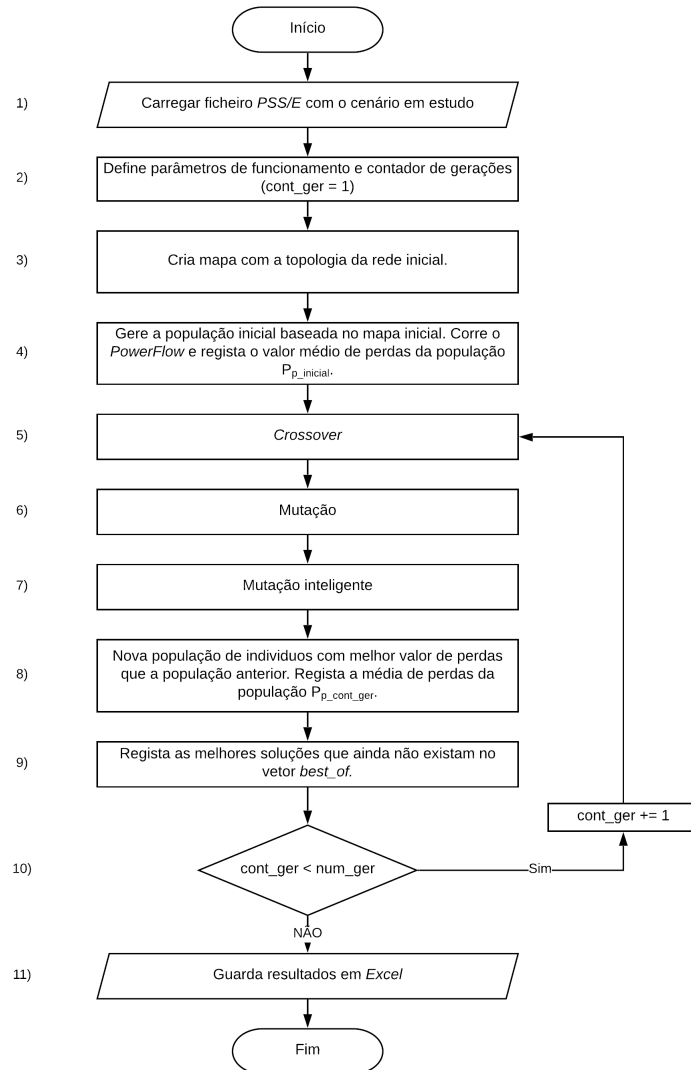 Início
1)
Carregar ficheiro PSS/E com o cenário em estudo
2)
Define parâmetros de funcionamento e contador de gerações
(cont_ger = 1)
3)
Cria mapa com a topologia da rede inicial.
4)
Gere a população inicial baseada no mapa inicial. Corre o
PowerFlow e regista o valor médio de perdas da população
Pp_inicial.
5)
Crossover
6)
Mutação
7)
Mutação inteligente
8)
Nova população de individuos com melhor valor de perdas
que a população anterior. Regista a média de perdas da
população Pp_cont_ger.
9)
Regista as melhores soluções que ainda não existam no
vetor best_of.
cont_ger += 1
10)
cont_ger < num_ger
Sim
NÃO
11)
Guarda resultados em Excel
Fim